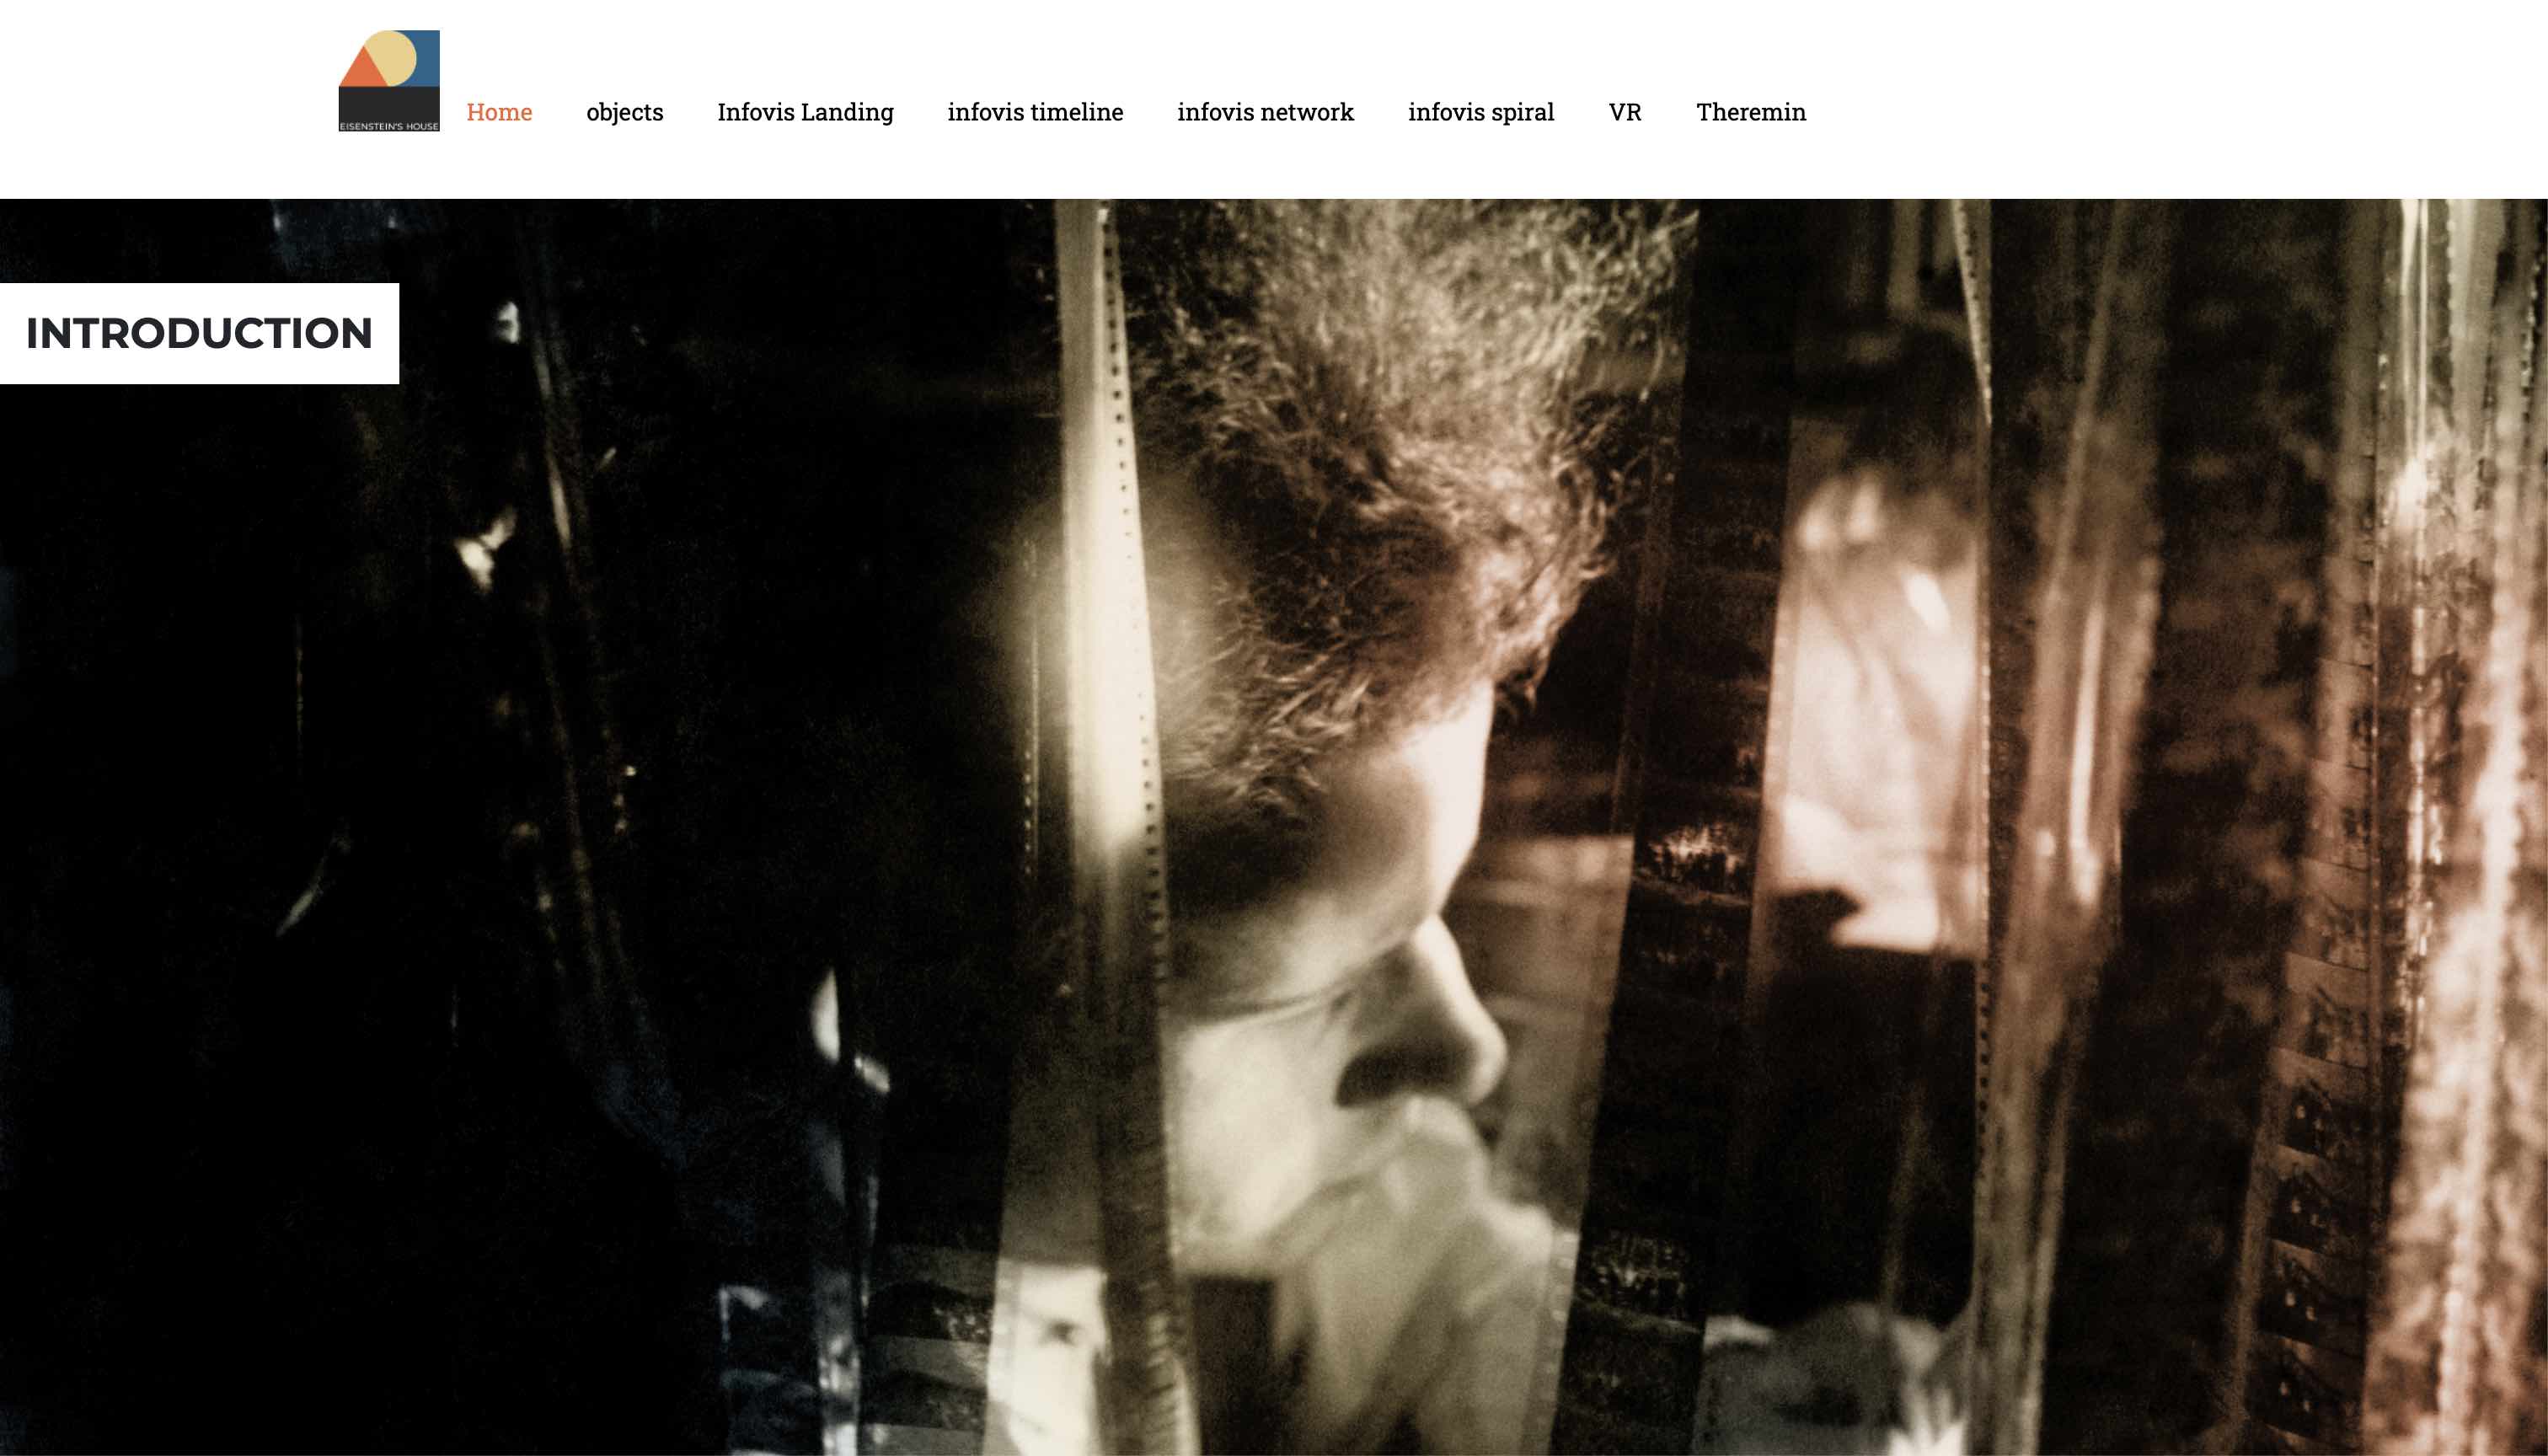 EISENSTEIN'S HOUSE
Home objects Infovis Landing infovis timeline infovis network infovis spiral VR Theremin
INTRODUCTION